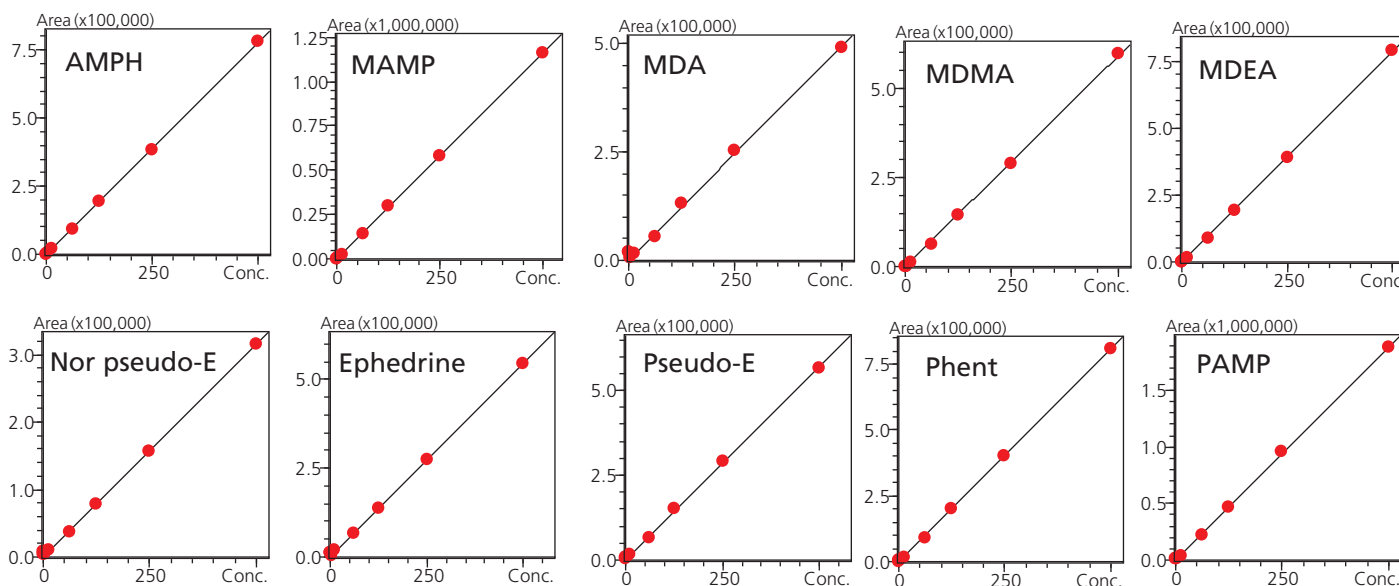 Area (x100,000)
AMPH
7.5
5.0
2.5
0.0
0
250
Conc.
Area (x1,000,000)
MAMP
1.25
1.00
0.75
0.50
0.25
0.00
0
250
Conc.
Area (x100,000)
MDA
5.0
2.5
0.0
0
250
Conc.
Area (x100,000)
MDMA
5.0
2.5
0.0
0
250
Conc.
Area (x100,000)
MDEA
7.5
5.0
2.5
0.0
0
250
Conc
Area (x100,000)
Nor pseudo-E
3.0
2.0
1.0
0.0
0
250
Conc.
Area (x100,000)
Ephedrine
5.0
2.5
0.0
0
250
Conc.
Area (x100,000)
Pseudo-E
5.0
2.5
0.0
0
250
Conc.
Area (x100,000)
Phent
7.5
5.0
2.5
0.0
0
250
Conc.
Area (x1,000,000)
PAMP
1.5
1.0
0.5
0.0
0
250
Conc.